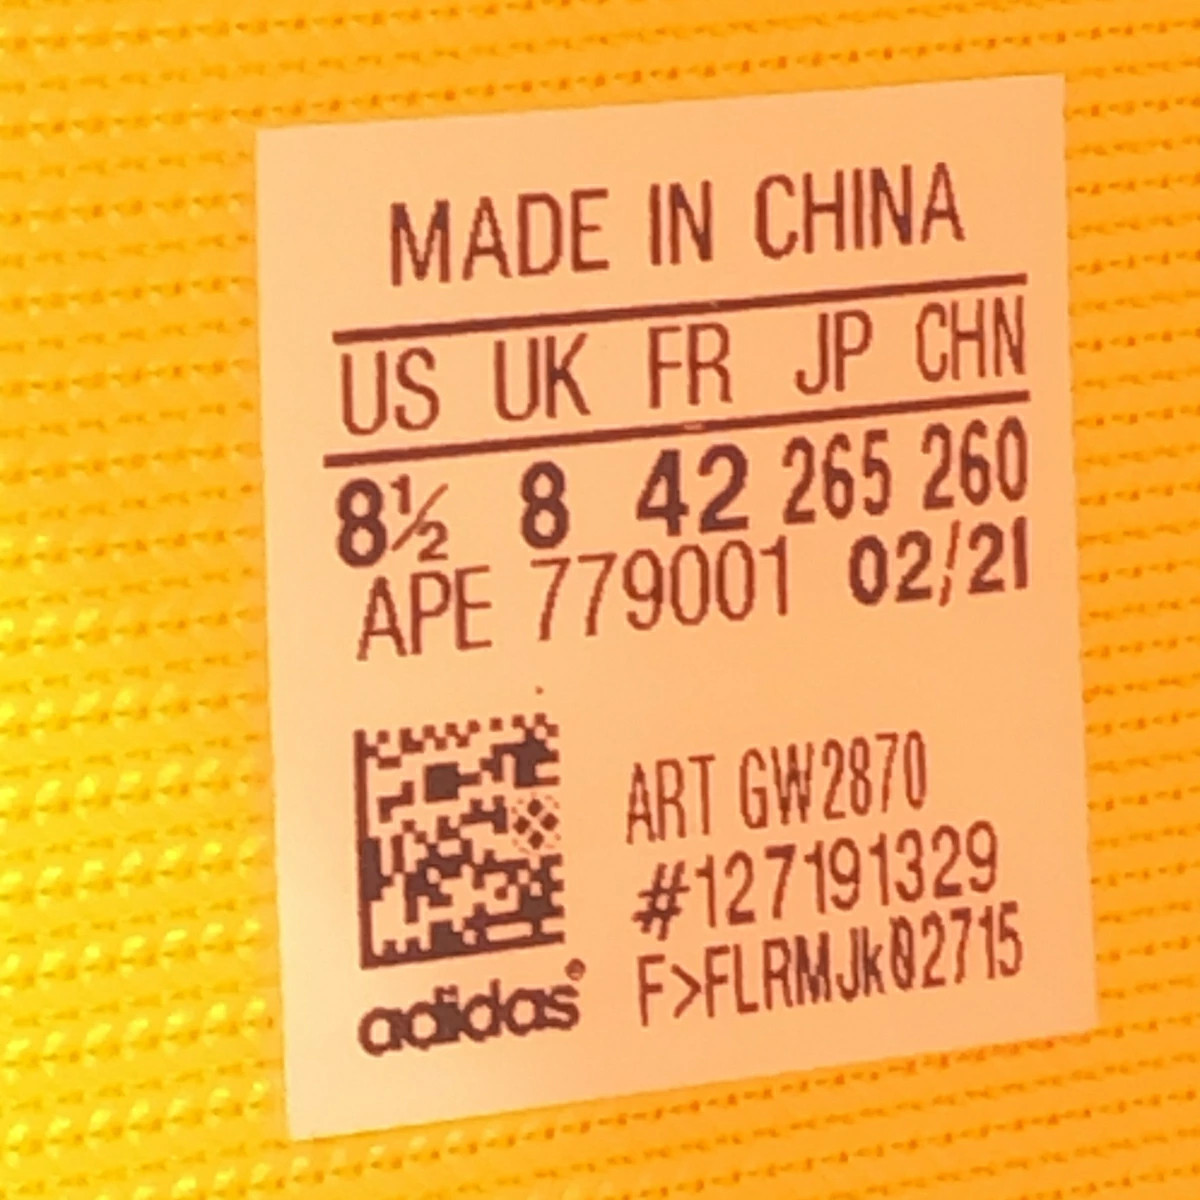 MADE IN CHINA
US UK FR JP CHN
8½ 8 42 265 260
APE 779001 02/21
ART GW2870
#127191329
F>FLRMJk02715
adidas®